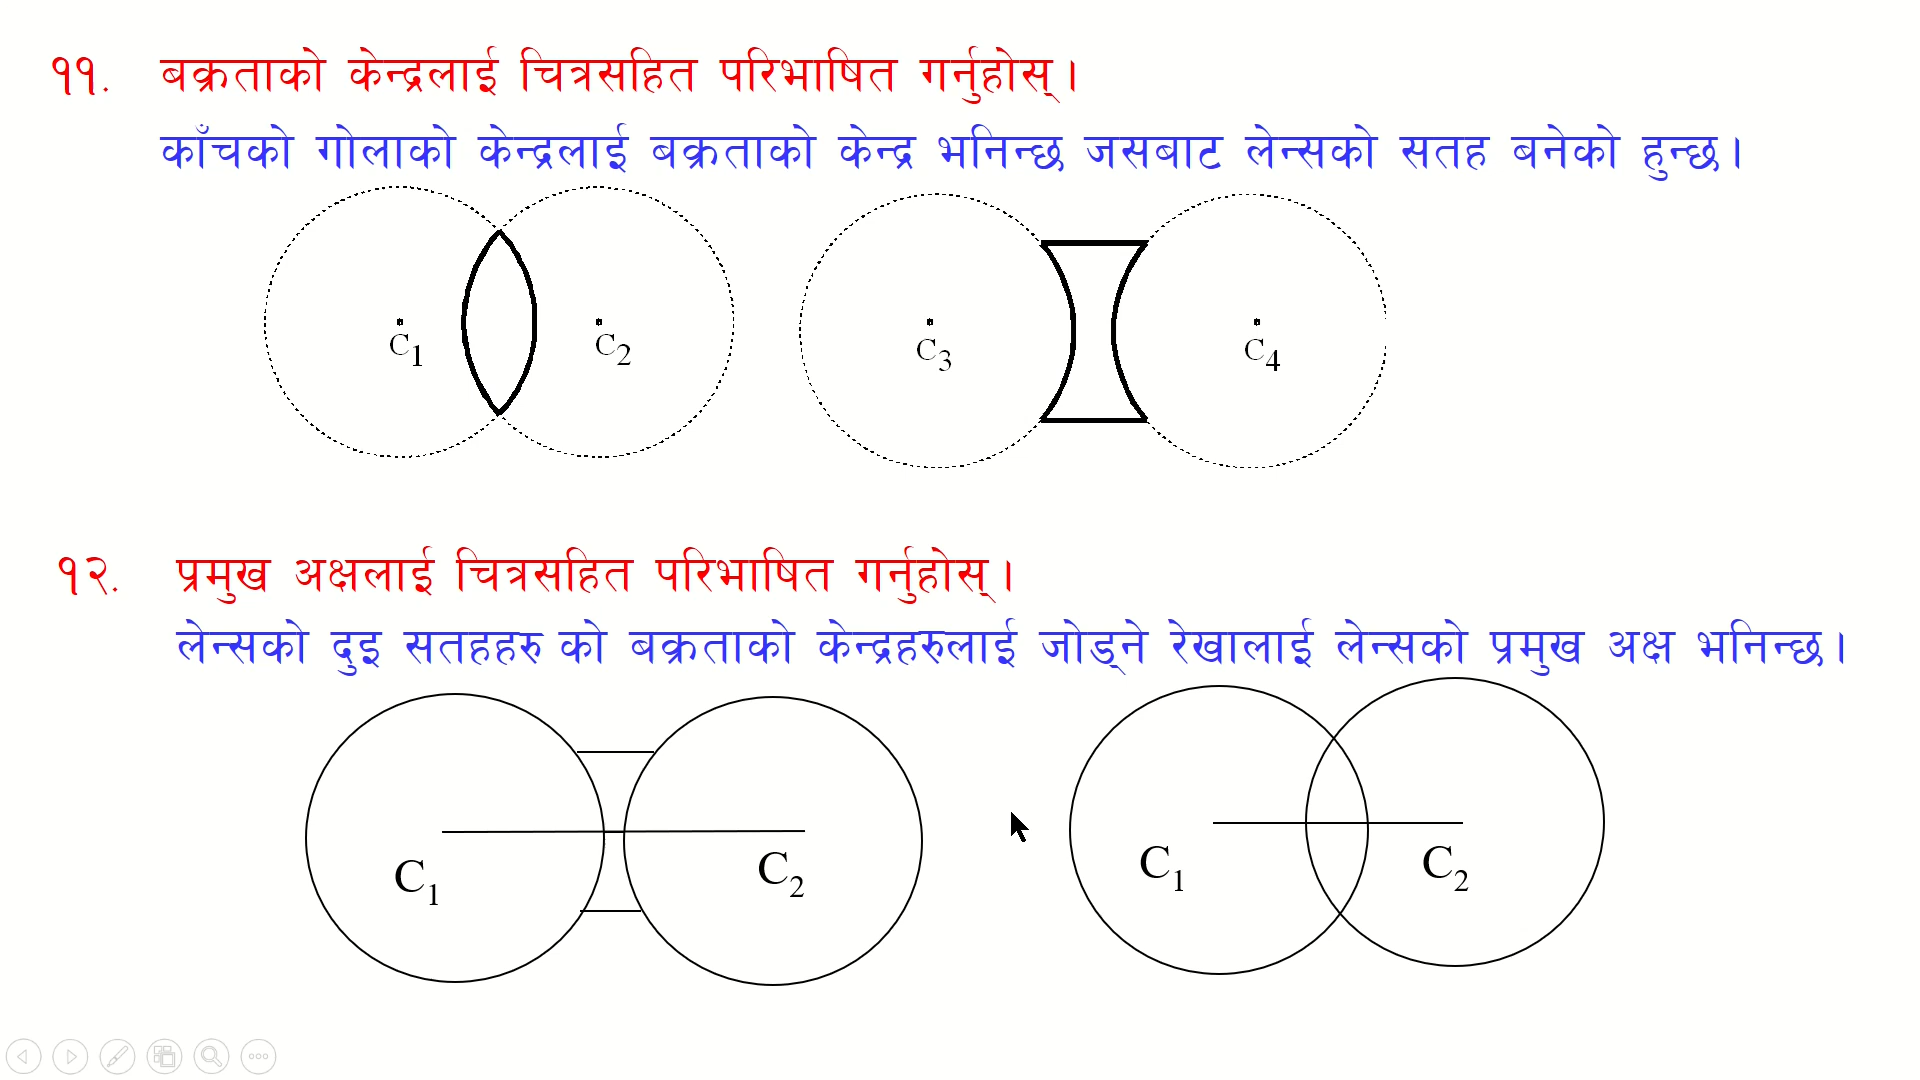 ११. बक्रताको केन्द्रलाई चित्रसहित परिभाषित गर्नुहोस् ।
काँचको गोलाको केन्द्रलाई बक्रताको केन्द्र भनिन्छ जसबाट लेन्सको सतह बनेको हुन्छ ।
C1 C2 C3 C4
१२. प्रमुख अक्षलाई चित्रसहित परिभाषित गर्नुहोस् ।
लेन्सको दुइ सतहहरु को बक्रताको केन्द्रहरुलाई जोड्ने रेखालाई लेन्सको प्रमुख अक्ष भनिन्छ ।
C1 C2 C1 C2